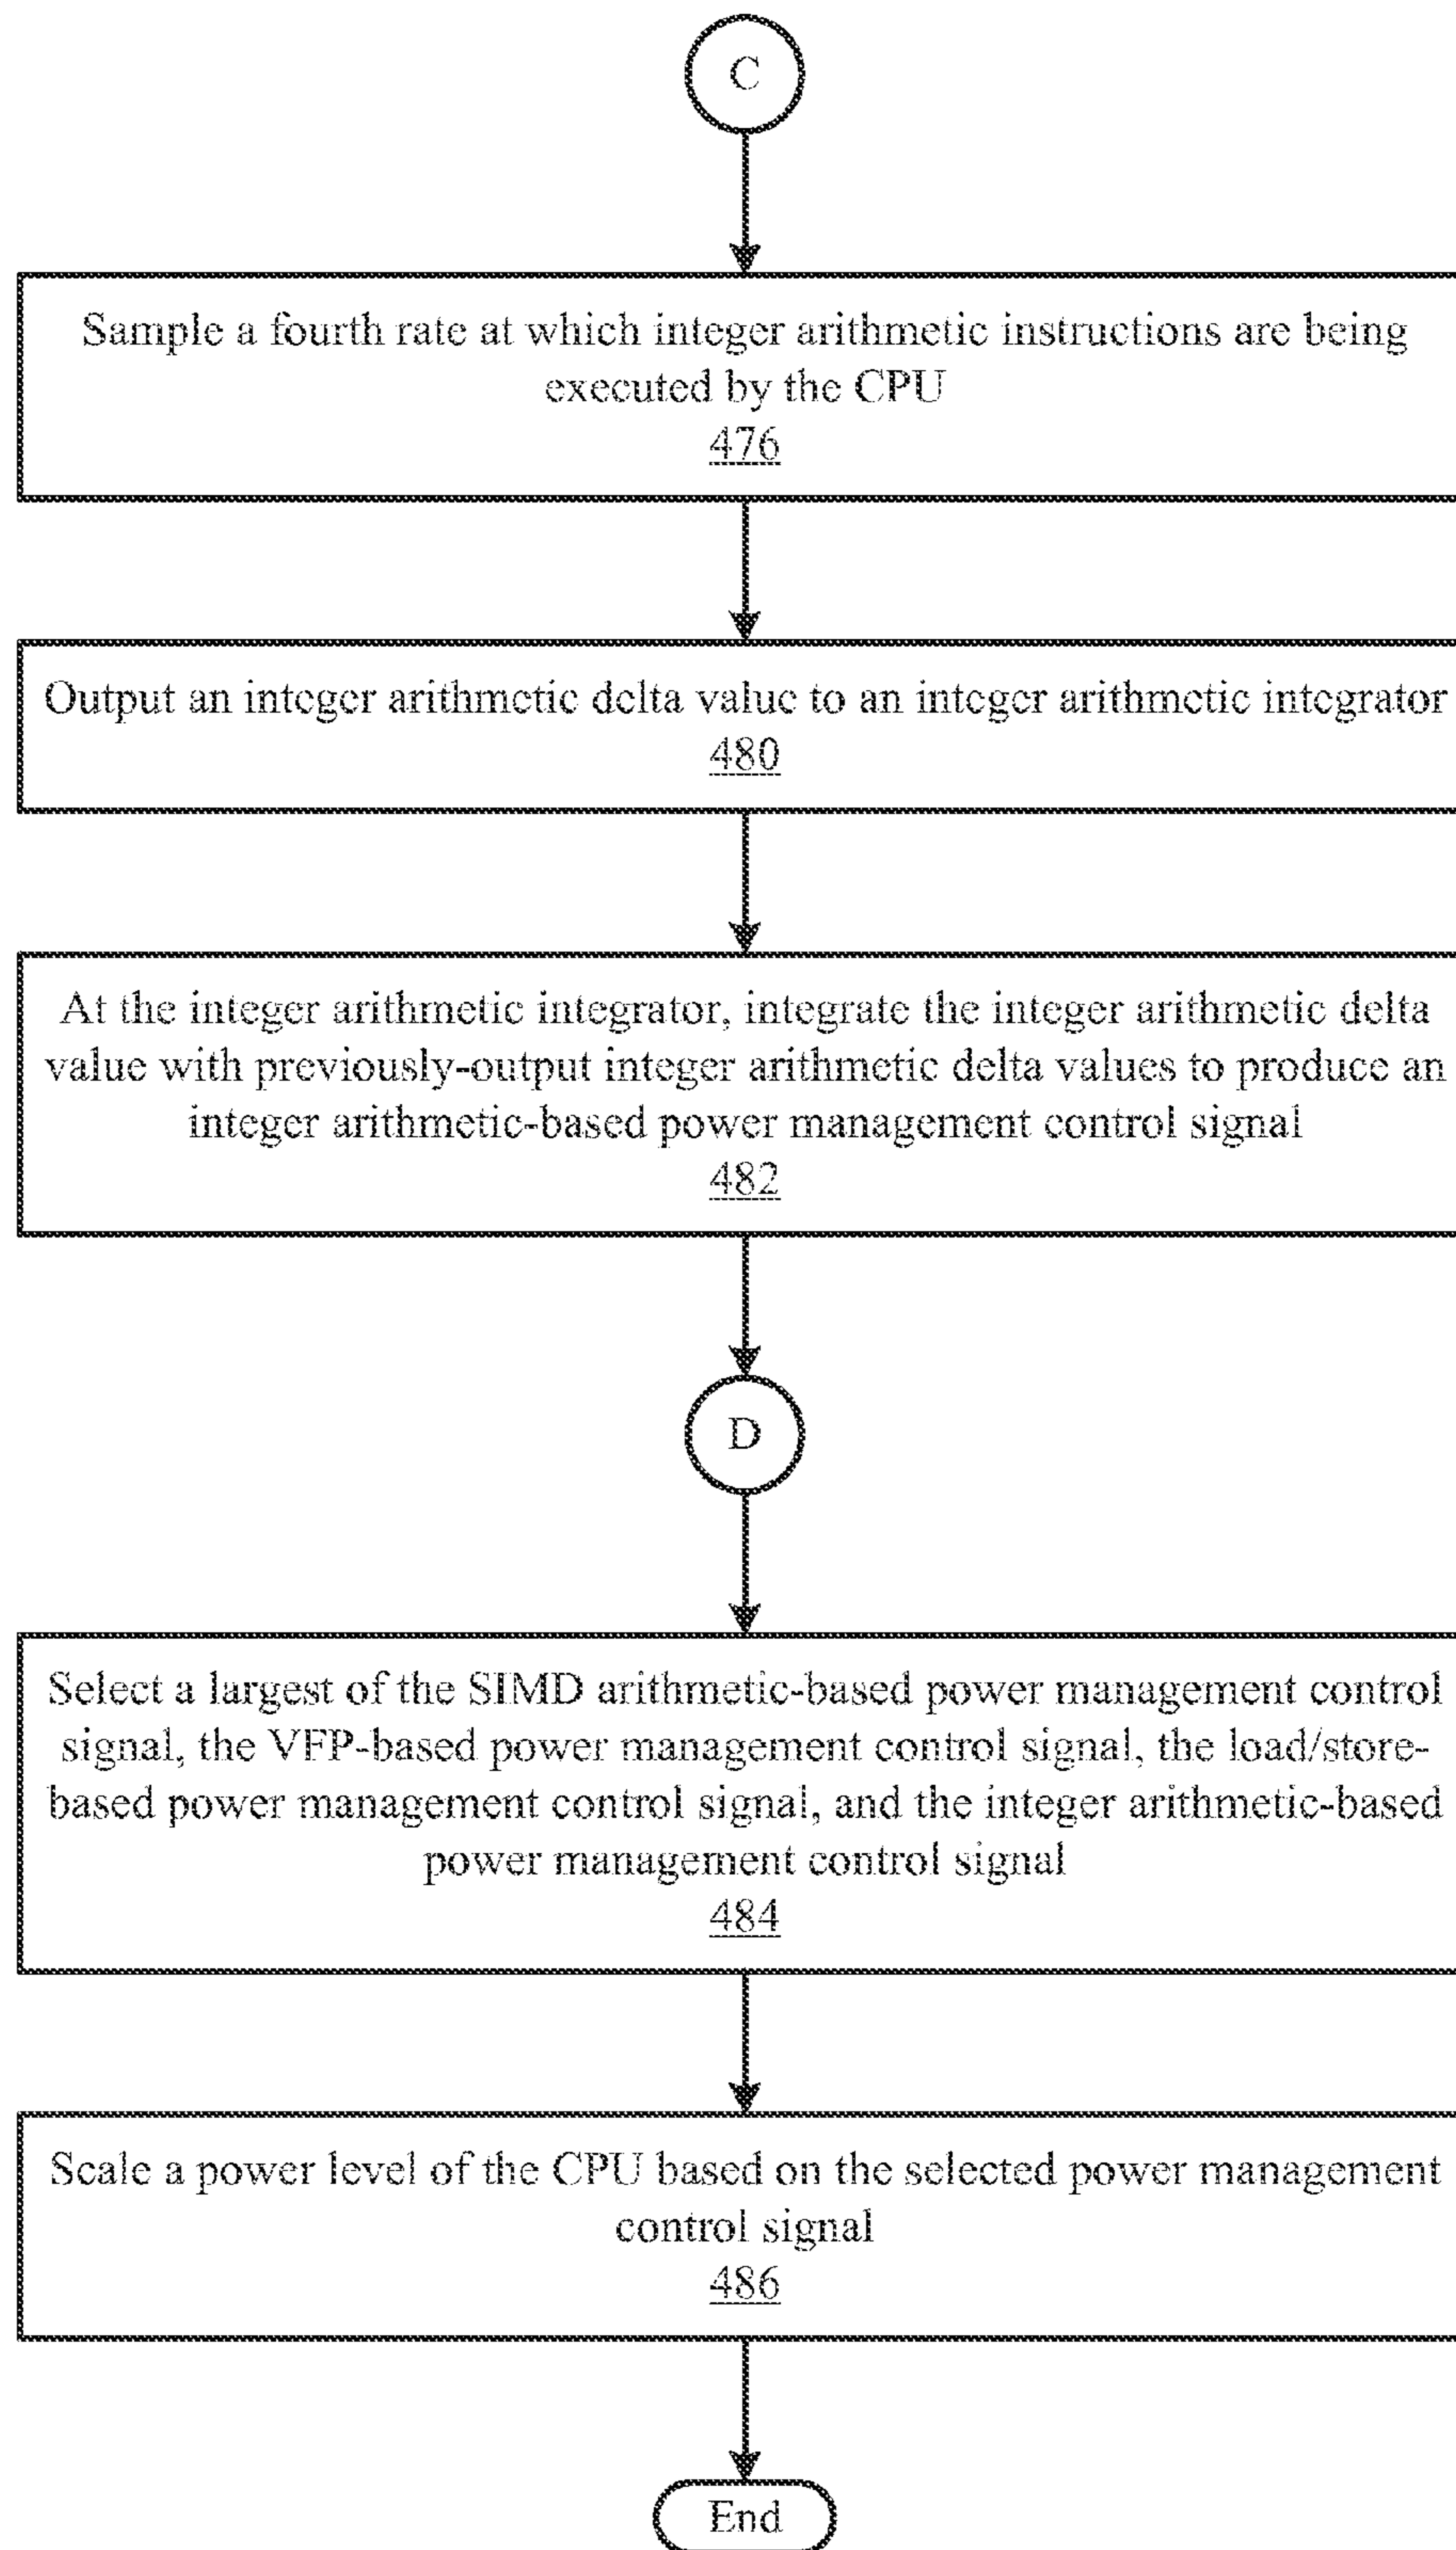 C
Sample a fourth rate at which integer arithmetic instructions are being
executed by the CPU
476
Output an integer arithmetic delta value to an integer arithmetic integrator
480
At the integer arithmetic integrator, integrate the integer arithmetic delta
value with previously-output integer arithmetic delta values to produce an
integer arithmetic-based power management control signal
482
D
Select a largest of the SIMD arithmetic-based power management control
signal, the VFP-based power management control signal, the load/store-
based power management control signal, and the integer arithmetic-based
power management control signal
484
Scale a power level of the CPU based on the selected power management
control signal
486
End